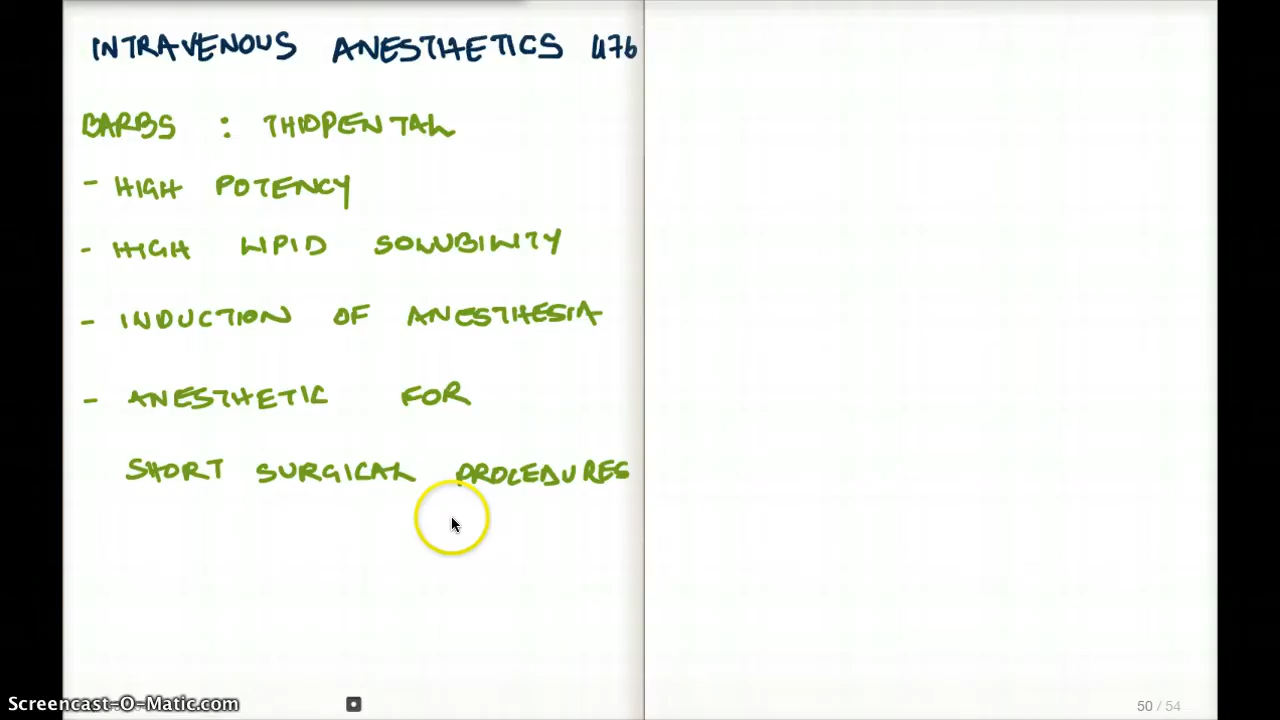 INTRAVENOUS ANESTHETICS 476
BARBS : THIOPENTAL
- HIGH POTENCY
- HIGH LIPID SOLUBILITY
- INDUCTION OF ANESTHESIA
- ANESTHETIC FOR
SHORT SURGICAL PROCEDURES
Screencast-O-Matic.com
50 / 54